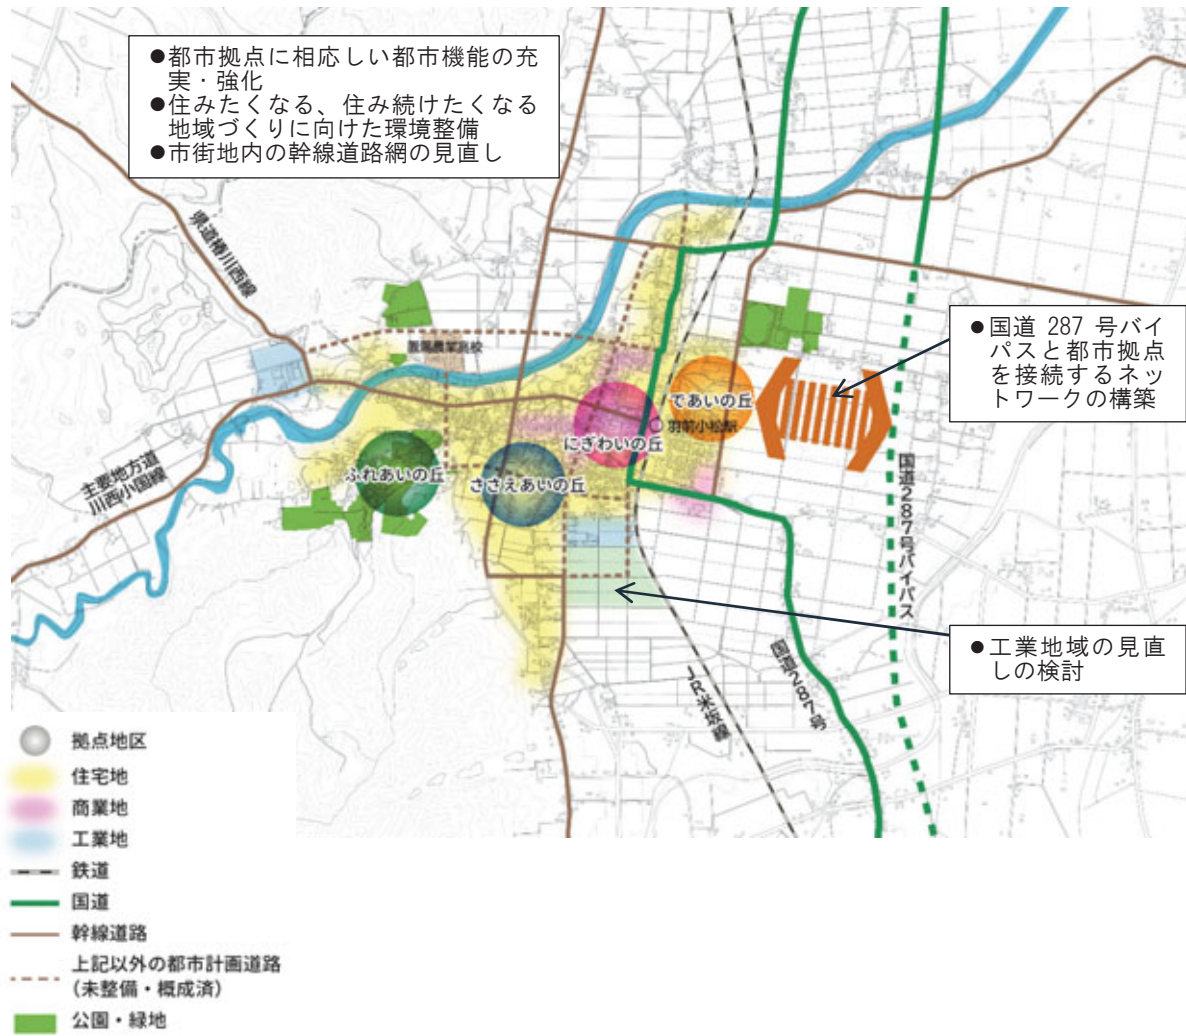 ●都市拠点に相応しい都市機能の充
実・強化
●住みたくなる、住み続けたくなる
地域づくりに向けた環境整備
●市街地内の幹線道路網の見直し
県道椿川西線
置賜農業高校
●国道 287 号バイ
パスと都市拠点
を接続するネッ
トワークの構築
であいの丘
羽前小松駅
にぎわいの丘
ふれあいの丘
ささえあいの丘
主要地方道
川西小国線
国道287号バイパス
●工業地域の見直
しの検討
国道287号
JR米坂線
拠点地区
住宅地
商業地
工業地
鉄道
国道
幹線道路
上記以外の都市計画道路
(未整備・概成済)
公園・緑地